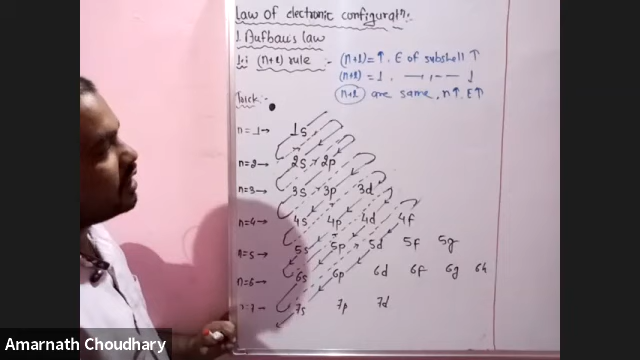 Law of electronic configuratn:
1. Aufbau's law
1.i (n+l) rule :- (n+l)=↑. E of subshell ↑
(n+l) = ↓. —,,-— ↓
n+l are same, n↑ E↑
Trick:-
n=1→ 1s
n=2→ 2s 2p
n=3→ 3s 3p 3d
n=4→ 4s 4p 4d 4f
n=5 5s 5p 5d 5f 5g
n=6- 6s 6p 6d 6f 6g 6h
7s 7p 7d
Amarnath Choudhary